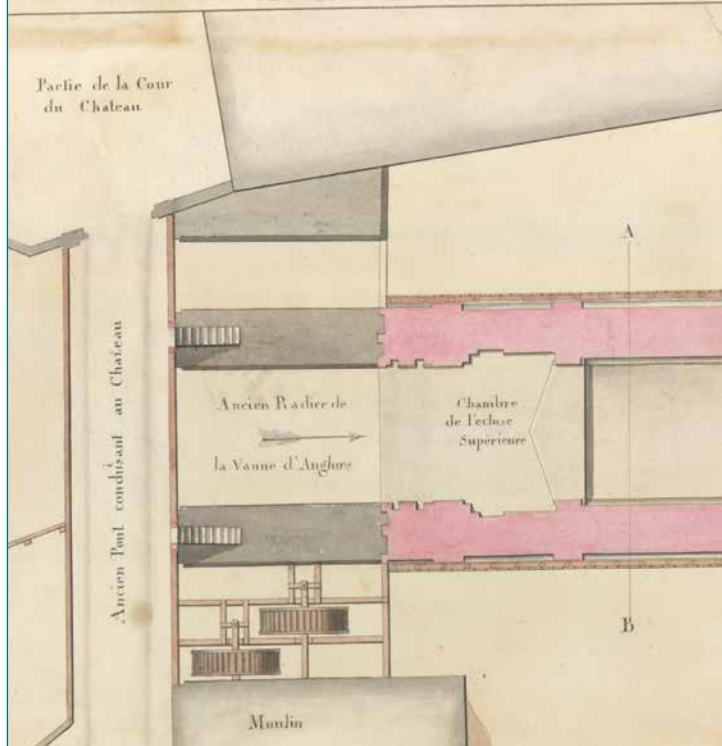 Partie de la Cour
du Chateau
A
Ancien Pont conduisant au Chateau
Ancien Radier de
la Vanne d'Anglure
Chambre
de l'ecluse
Supérieure
B
Moulin